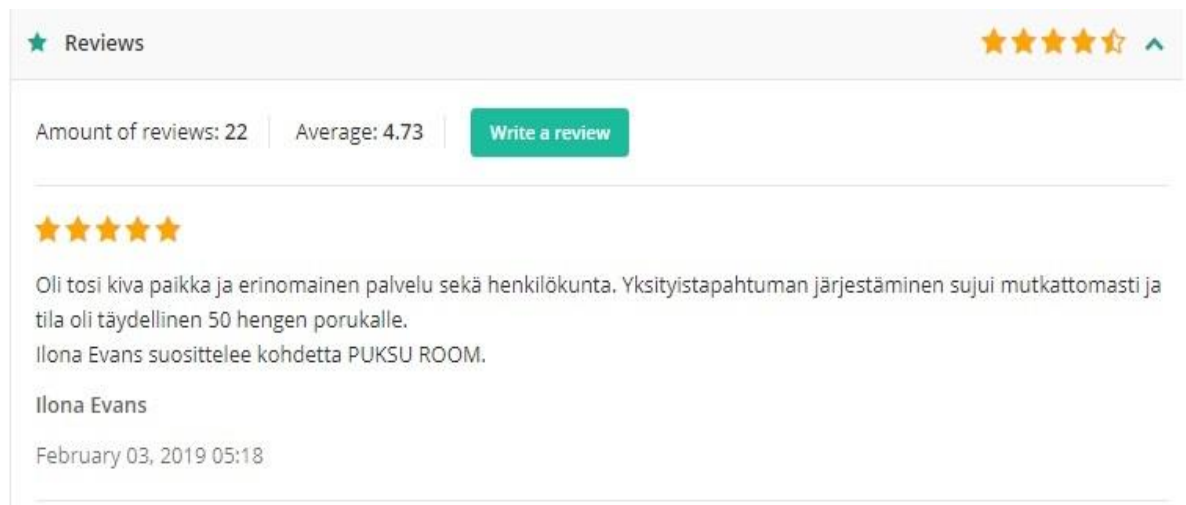 Reviews
Amount of reviews: 22 Average: 4.73 Write a review
Oli tosi kiva paikka ja erinomainen palvelu sekä henkilökunta. Yksityistapahtuman järjestäminen sujui mutkattomasti ja
tila oli täydellinen 50 hengen porukalle.
Ilona Evans suosittelee kohdetta PUKSU ROOM.
Ilona Evans
February 03, 2019 05:18